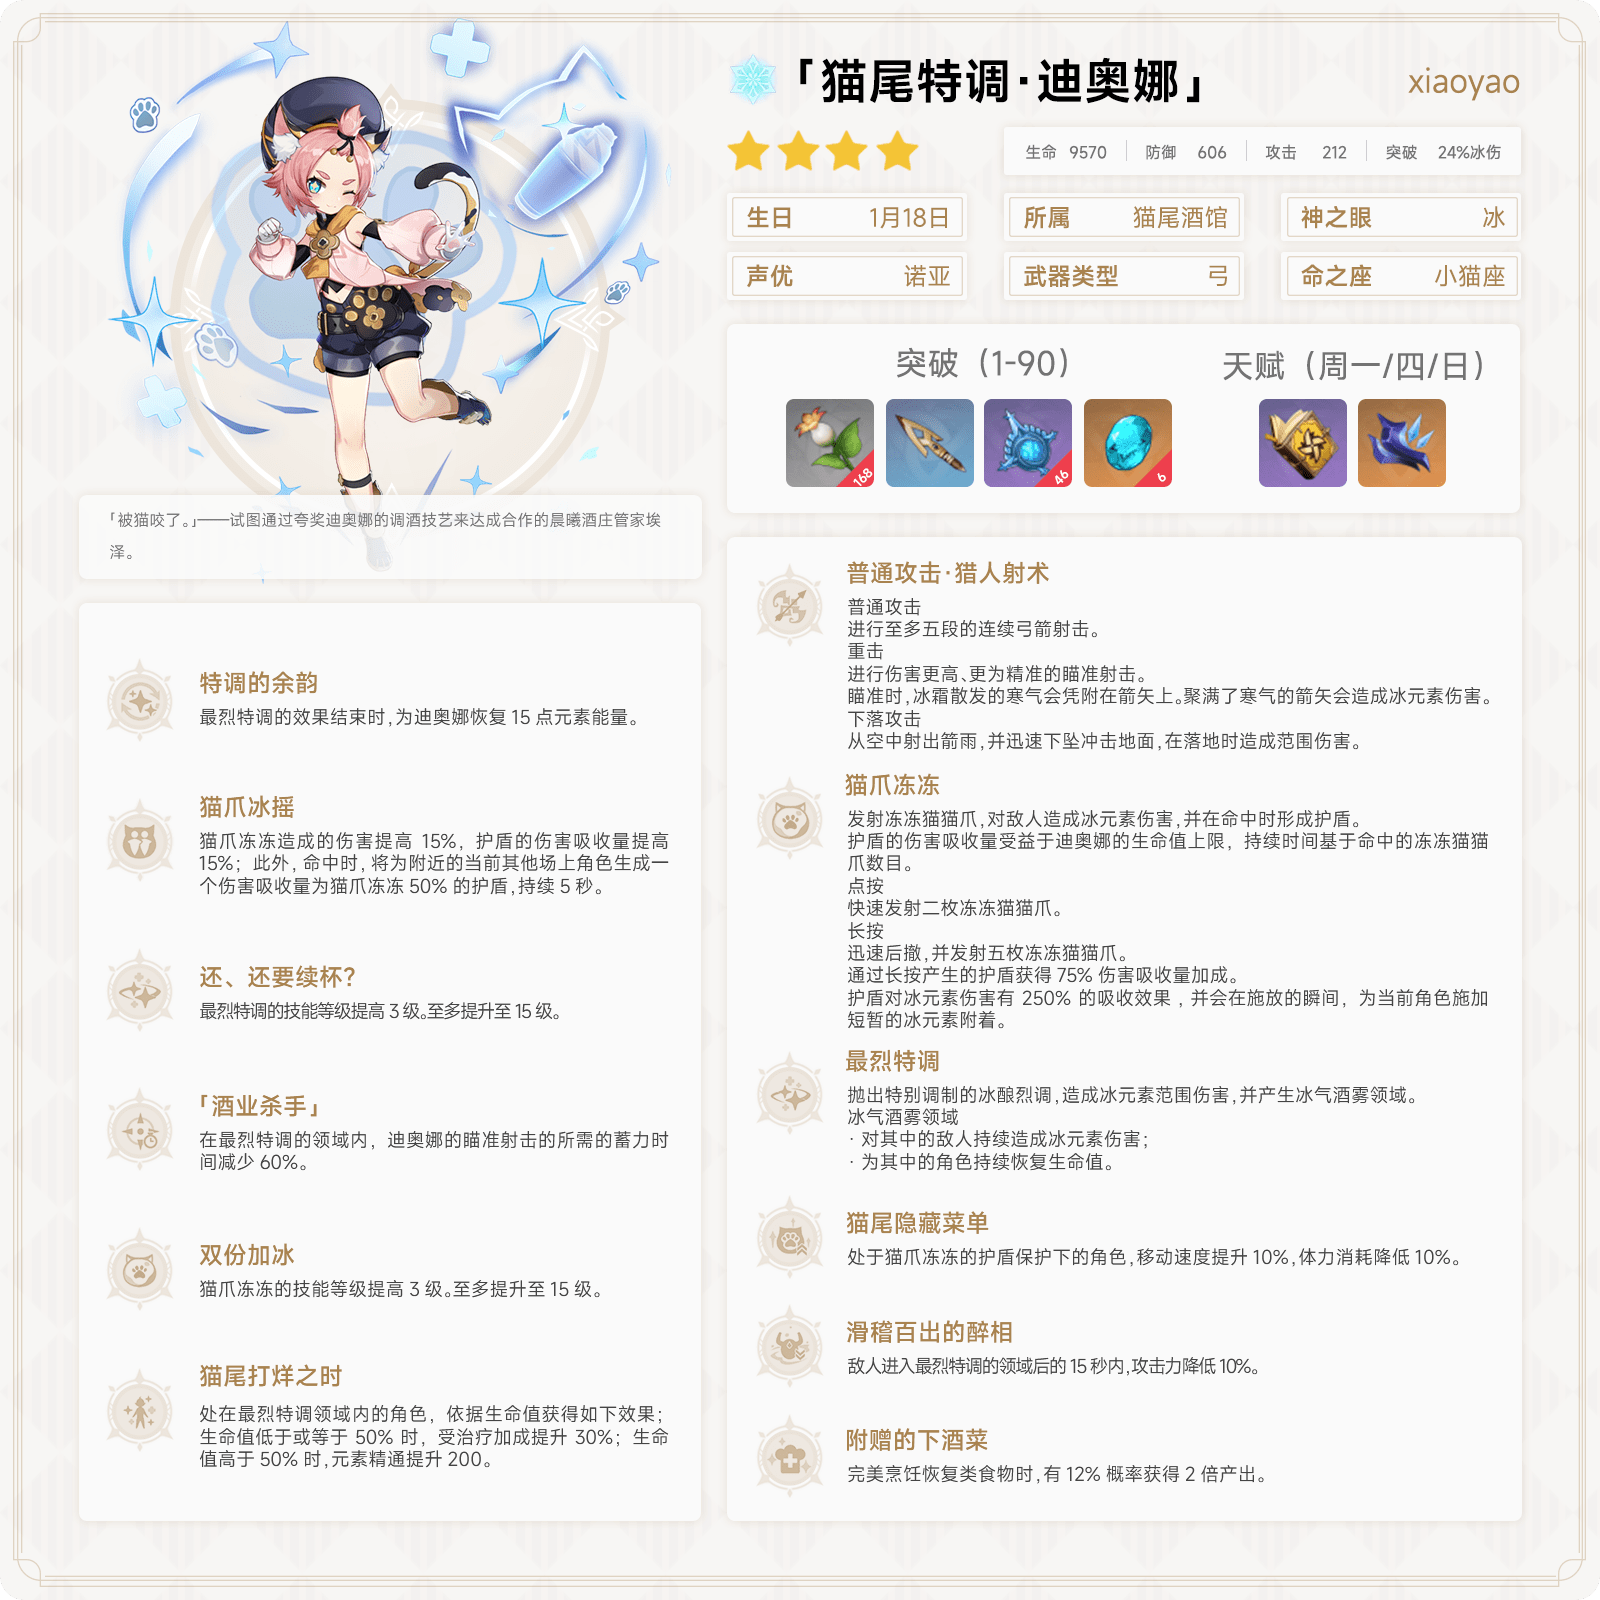 「猫尾特调·迪奥娜」
xiaoyao
生命 9570 防御 606 攻击 212 突破 24%冰伤
生日 1月18日 所属 猫尾酒馆 神之眼 冰
声优 诺亚 武器类型 弓 命之座 小猫座
突破（1-90） 天赋（周一/四/日）
168 46 6
「被猫咬了。」——试图通过夸奖迪奥娜的调酒技艺来达成合作的晨曦酒庄管家埃
泽。
特调的余韵
最烈特调的效果结束时,为迪奥娜恢复 15 点元素能量。
猫爪冰摇
猫爪冻冻造成的伤害提高 15%，护盾的伤害吸收量提高
15%；此外，命中时，将为附近的当前其他场上角色生成一
个伤害吸收量为猫爪冻冻 50% 的护盾,持续 5 秒。
还、还要续杯?
最烈特调的技能等级提高 3 级。至多提升至 15 级。
「酒业杀手」
在最烈特调的领域内，迪奥娜的瞄准射击的所需的蓄力时
间减少 60%。
双份加冰
猫爪冻冻的技能等级提高 3 级。至多提升至 15 级。
猫尾打烊之时
处在最烈特调领域内的角色，依据生命值获得如下效果；
生命值低于或等于 50% 时，受治疗加成提升 30%；生命
值高于 50% 时,元素精通提升 200。
普通攻击·猎人射术
普通攻击
进行至多五段的连续弓箭射击。
重击
进行伤害更高、更为精准的瞄准射击。
瞄准时,冰霜散发的寒气会凭附在箭矢上。聚满了寒气的箭矢会造成冰元素伤害。
下落攻击
从空中射出箭雨,并迅速下坠冲击地面,在落地时造成范围伤害。
猫爪冻冻
发射冻冻猫猫爪,对敌人造成冰元素伤害,并在命中时形成护盾。
护盾的伤害吸收量受益于迪奥娜的生命值上限，持续时间基于命中的冻冻猫猫
爪数目。
点按
快速发射二枚冻冻猫猫爪。
长按
迅速后撤,并发射五枚冻冻猫猫爪。
通过长按产生的护盾获得 75% 伤害吸收量加成。
护盾对冰元素伤害有 250% 的吸收效果，并会在施放的瞬间，为当前角色施加
短暂的冰元素附着。
最烈特调
抛出特别调制的冰酿烈调,造成冰元素范围伤害,并产生冰气酒雾领域。
冰气酒雾领域
· 对其中的敌人持续造成冰元素伤害；
· 为其中的角色持续恢复生命值。
猫尾隐藏菜单
处于猫爪冻冻的护盾保护下的角色,移动速度提升 10%,体力消耗降低 10%。
滑稽百出的醉相
敌人进入最烈特调的领域后的 15 秒内,攻击力降低 10%。
附赠的下酒菜
完美烹饪恢复类食物时,有 12% 概率获得 2 倍产出。